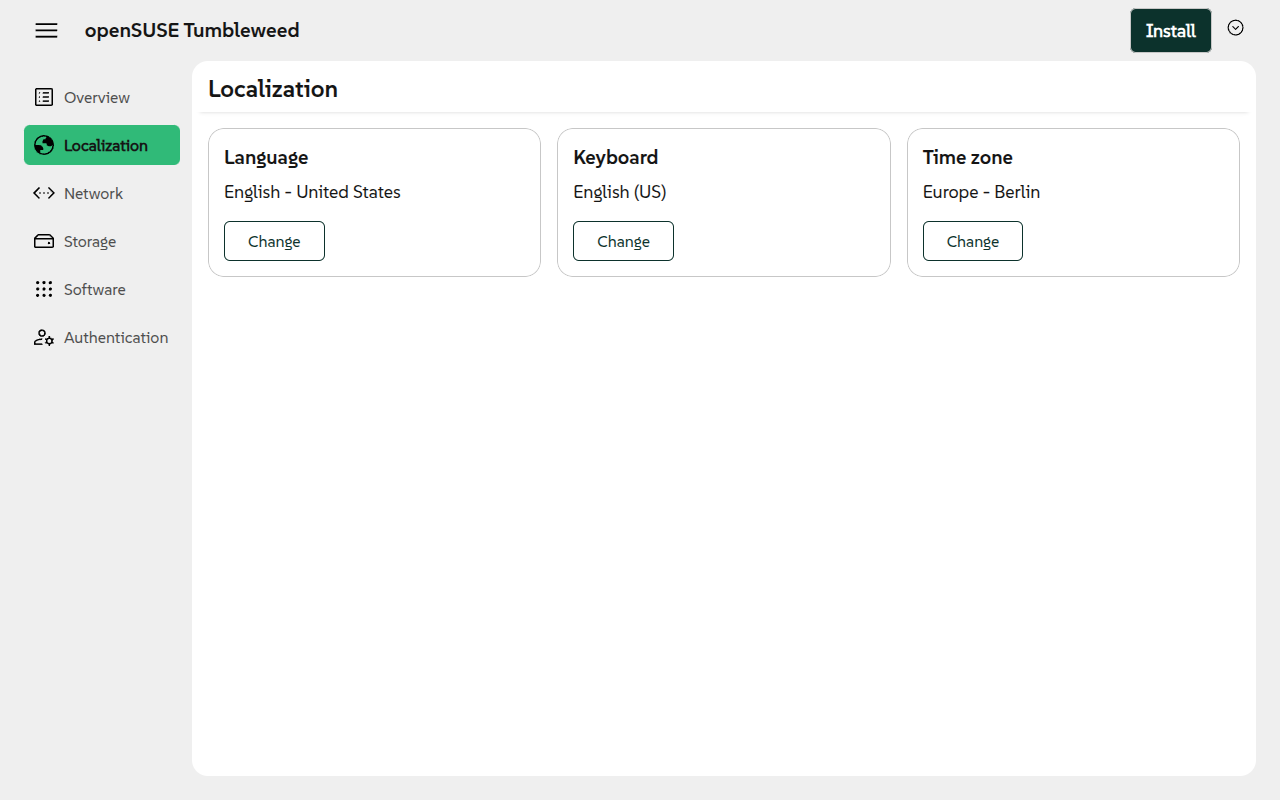 openSUSE Tumbleweed
Install
Overview
Localization
Network
Storage
Software
Authentication
Localization
Language
English - United States
Change
Keyboard
English (US)
Change
Time zone
Europe - Berlin
Change